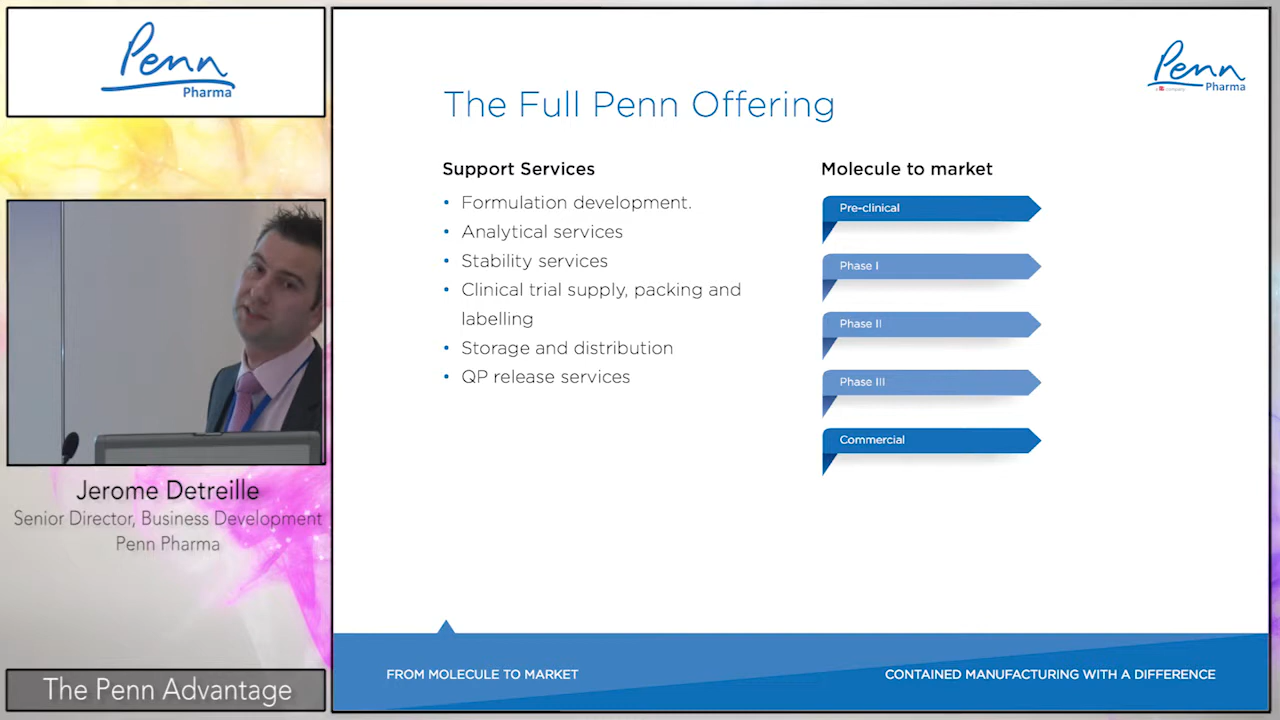 Penn
Pharma
Jerome Detreille
Senior Director, Business Development
Penn Pharma
The Penn Advantage
Penn
Pharma
The Full Penn Offering
Support Services
• Formulation development.
• Analytical services
• Stability services
• Clinical trial supply, packing and
labelling
• Storage and distribution
• QP release services
Molecule to market
Pre-clinical
Phase I
Phase II
Phase III
Commercial
FROM MOLECULE TO MARKET
CONTAINED MANUFACTURING WITH A DIFFERENCE